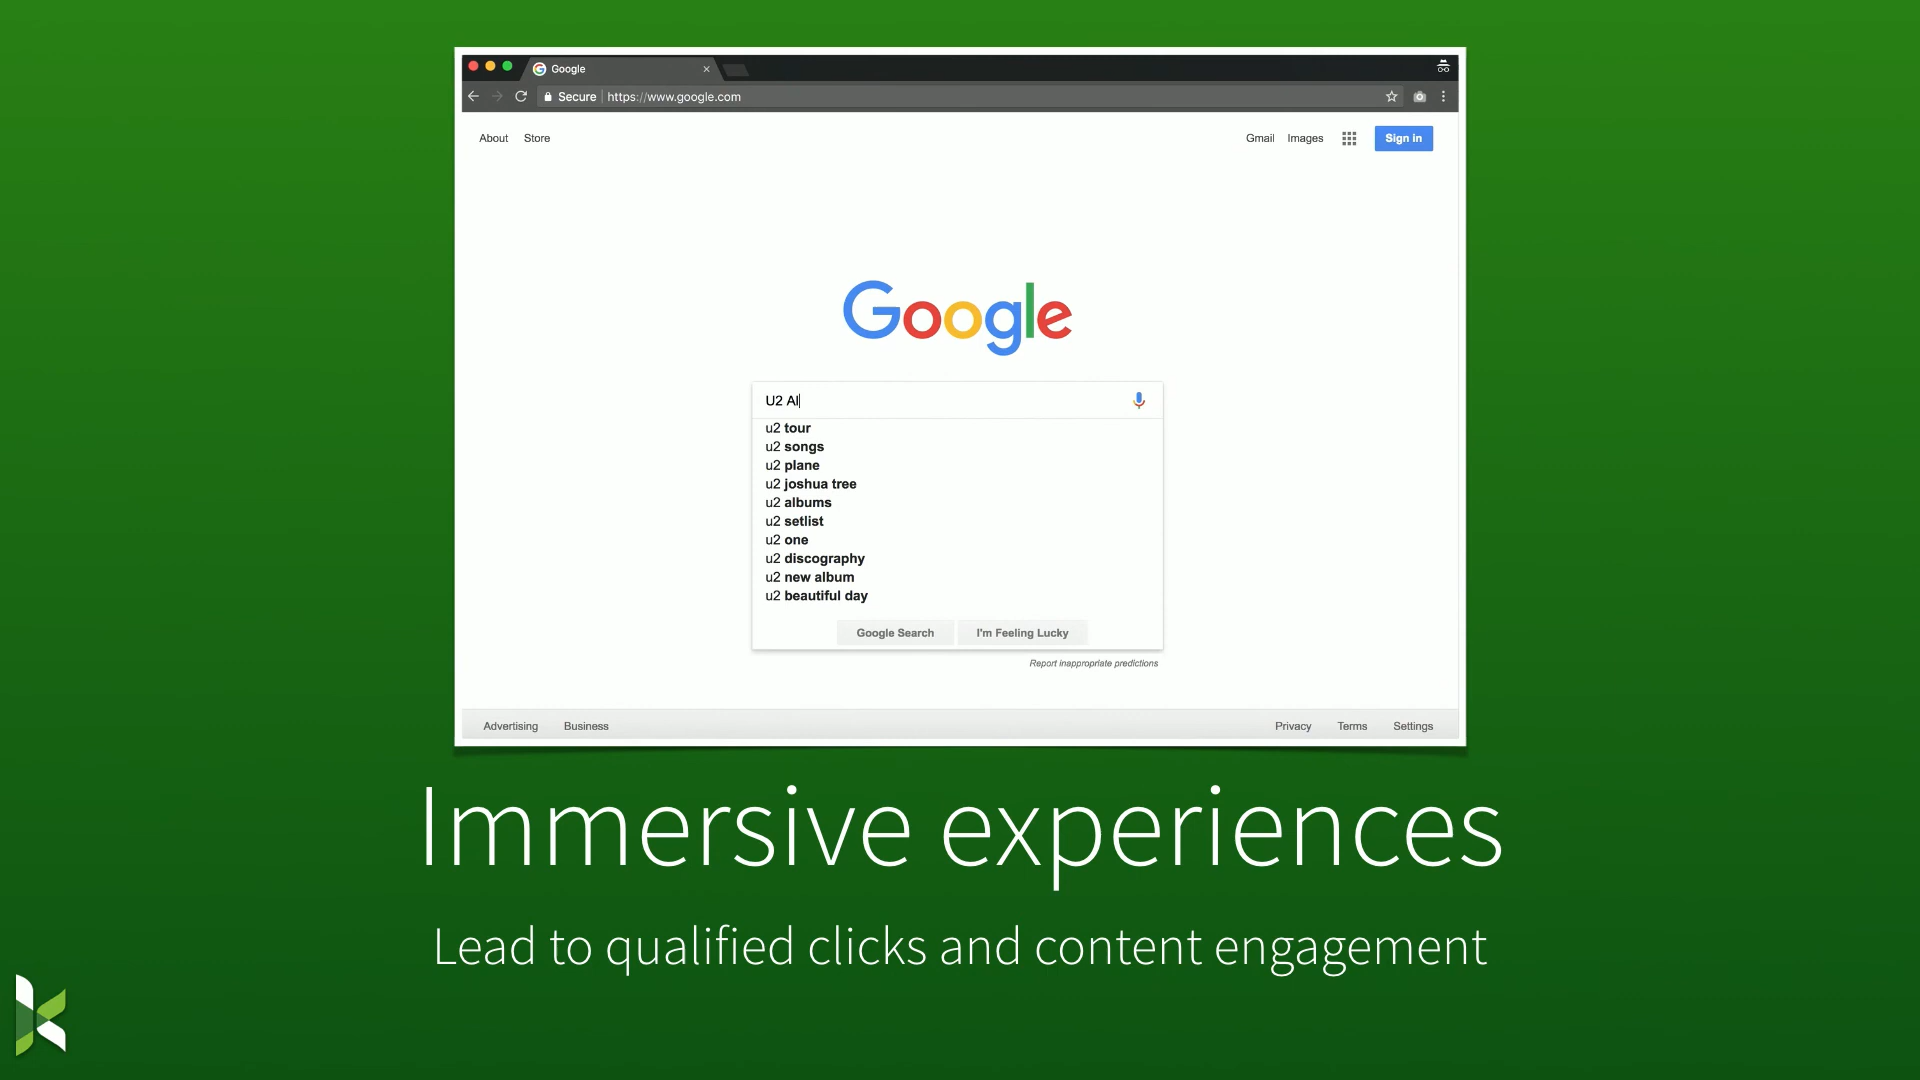 Google
Secure https://www.google.com
About Store Gmail Images Sign in
Google
U2 Al
u2 tour
u2 songs
u2 plane
u2 joshua tree
u2 albums
u2 setlist
u2 one
u2 discography
u2 new album
u2 beautiful day
Google Search I'm Feeling Lucky
Report inappropriate predictions
Advertising Business Privacy Terms Settings
Immersive experiences
Lead to qualified clicks and content engagement